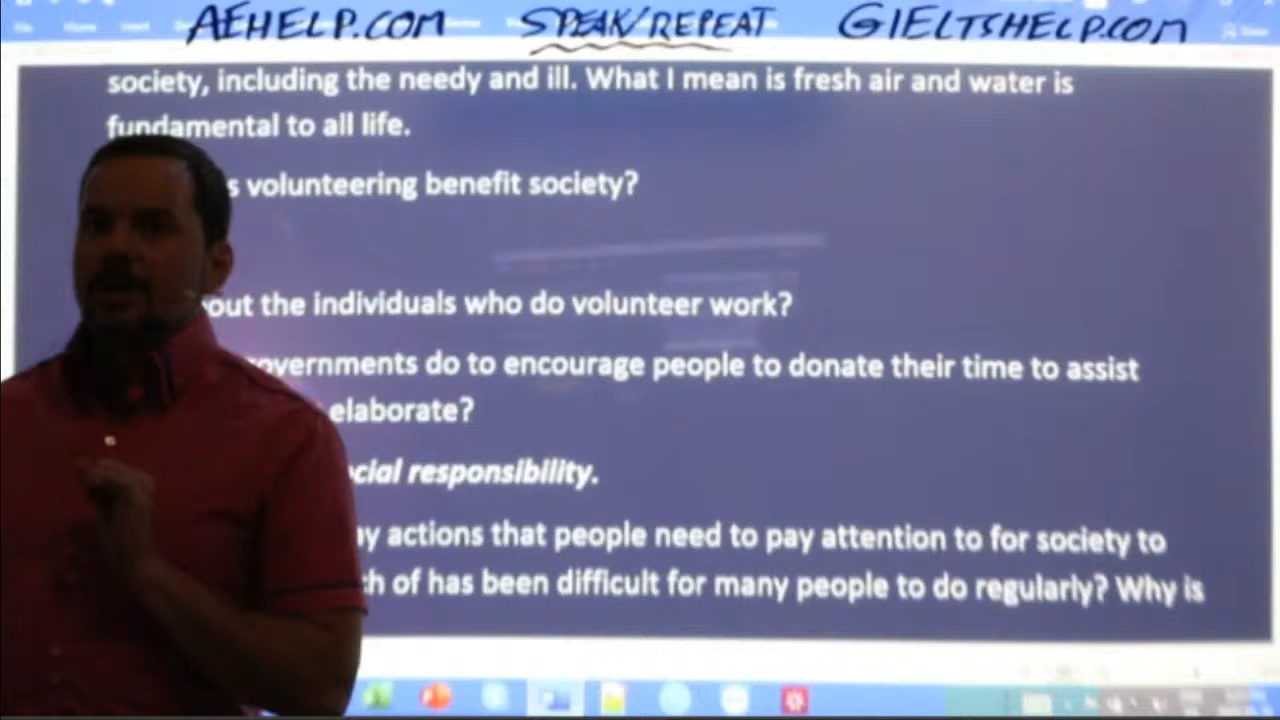 AEHELP.COM SPEAK/REPEAT GIELTSHELP.COM
society, including the needy and ill. What I mean is fresh air and water is
fundamental to all life.
s volunteering benefit society?
out the individuals who do volunteer work?
overnments do to encourage people to donate their time to assist
elaborate?
cial responsibility.
y actions that people need to pay attention to for society to
h of has been difficult for many people to do regularly? Why is